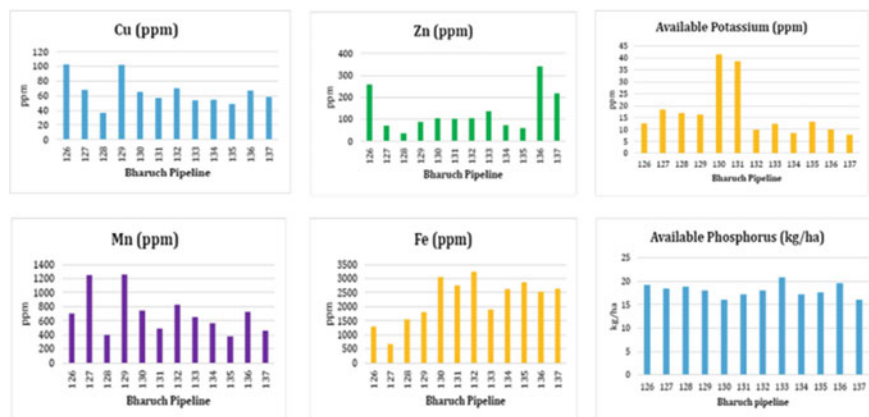 Cu (ppm)
120
100
80
60
40
20
0
ppm
126 127 128 129 130 131 132 133 134 135 136 137
Bharuch Pipeline
Zn (ppm)
400
300
200
100
0
ppm
126 127 128 129 130 131 132 133 134 135 136 137
Bharuch Pipeline
Available Potassium (ppm)
45
40
35
30
25
20
15
10
5
0
ppm
126 127 128 129 130 131 132 133 134 135 136 137
Bharuch Pipeline
Mn (ppm)
1400
1200
1000
800
600
400
200
0
ppm
126 127 128 129 130 131 132 133 134 135 136 137
Bharuch Pipeline
Fe (ppm)
3500
3000
2500
2000
1500
1000
500
0
ppm
126 127 128 129 130 131 132 133 134 135 136 137
Bharuch Pipeline
Available Phosphorus (kg/ha)
25
20
15
10
5
0
kg/ha
126 127 128 129 130 131 132 133 134 135 136 137
Bharuch pipeline